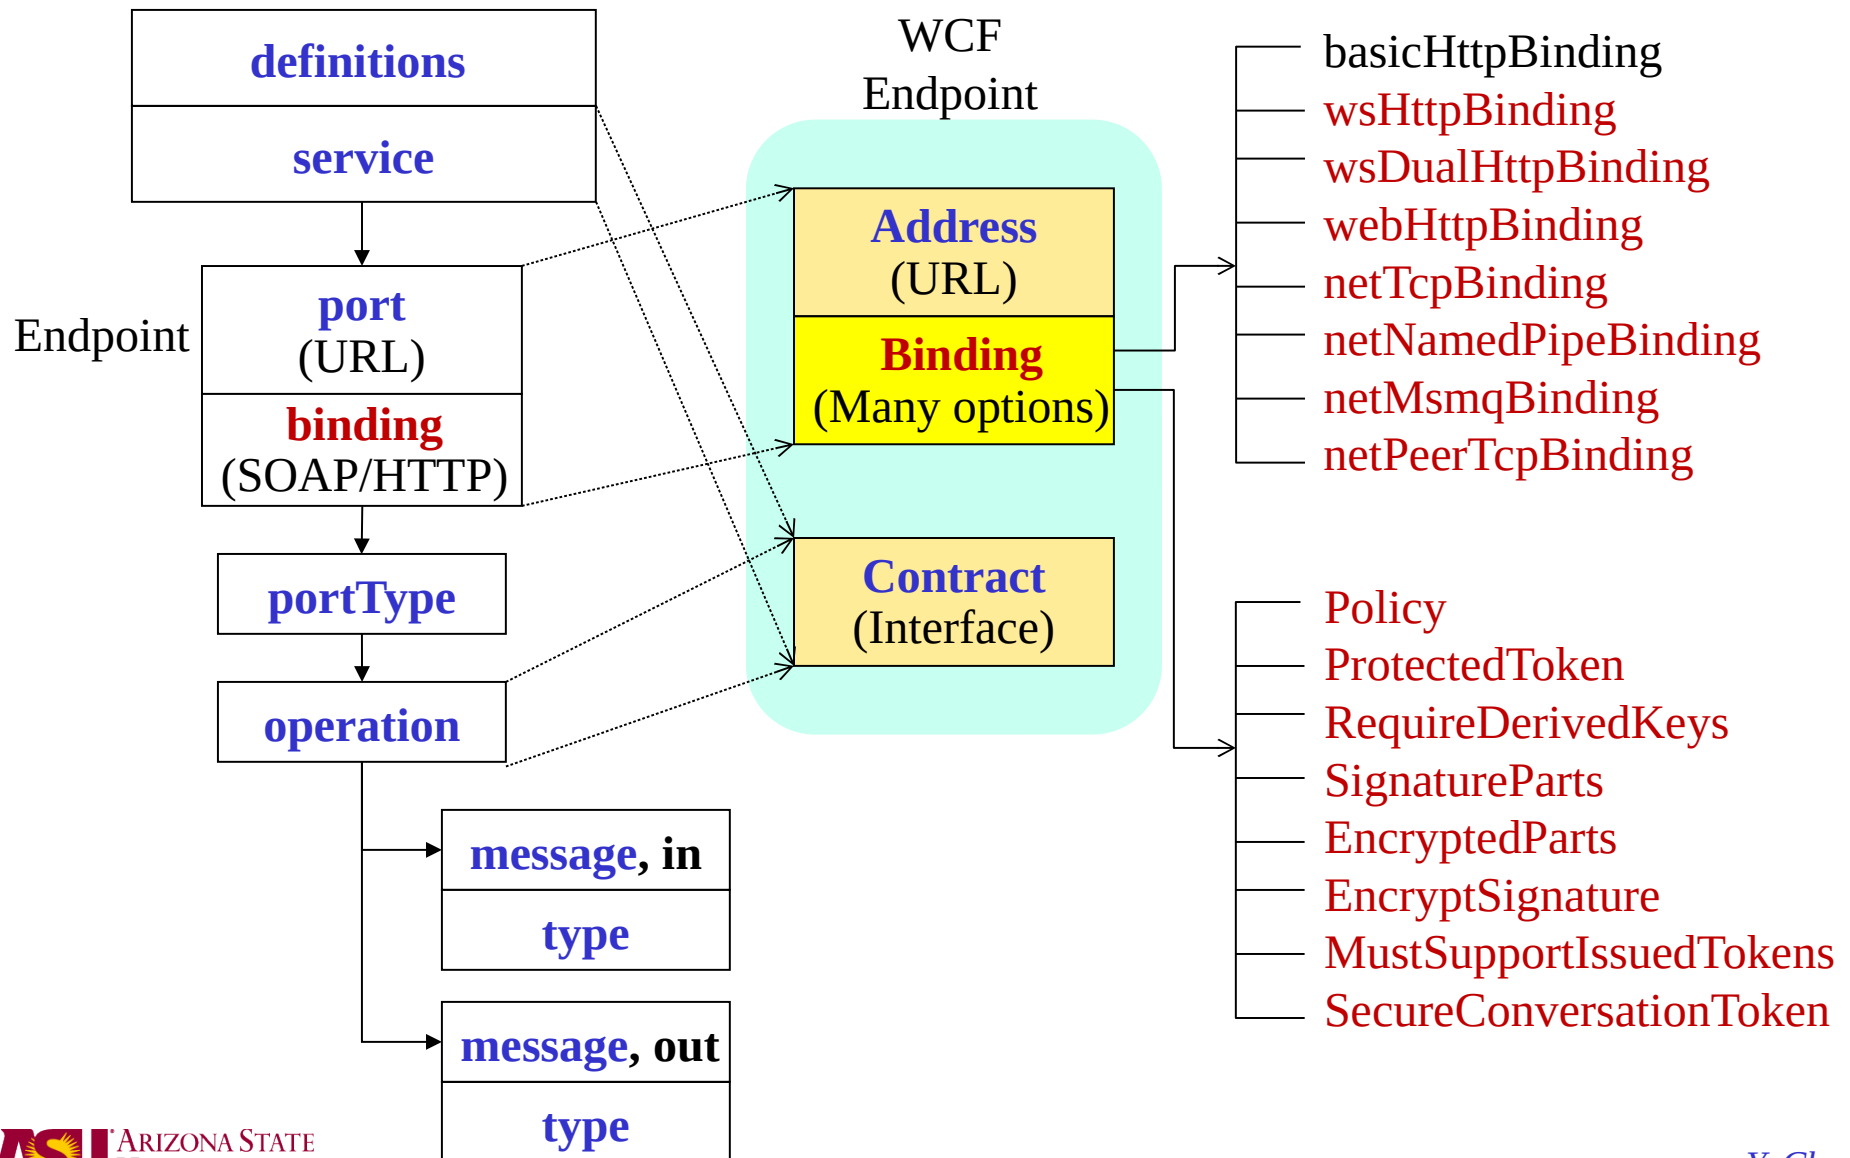 definitions
service
Endpoint
port
(URL)
binding
(SOAP/HTTP)
portType
operation
message, in
type
message, out
type
WCF
Endpoint
Address
(URL)
Binding
(Many options)
Contract
(Interface)
basicHttpBinding
wsHttpBinding
wsDualHttpBinding
webHttpBinding
netTcpBinding
netNamedPipeBinding
netMsmqBinding
netPeerTcpBinding
Policy
ProtectedToken
RequireDerivedKeys
SignatureParts
EncryptedParts
EncryptSignature
MustSupportIssuedTokens
SecureConversationToken
ASU ARIZONA STATE